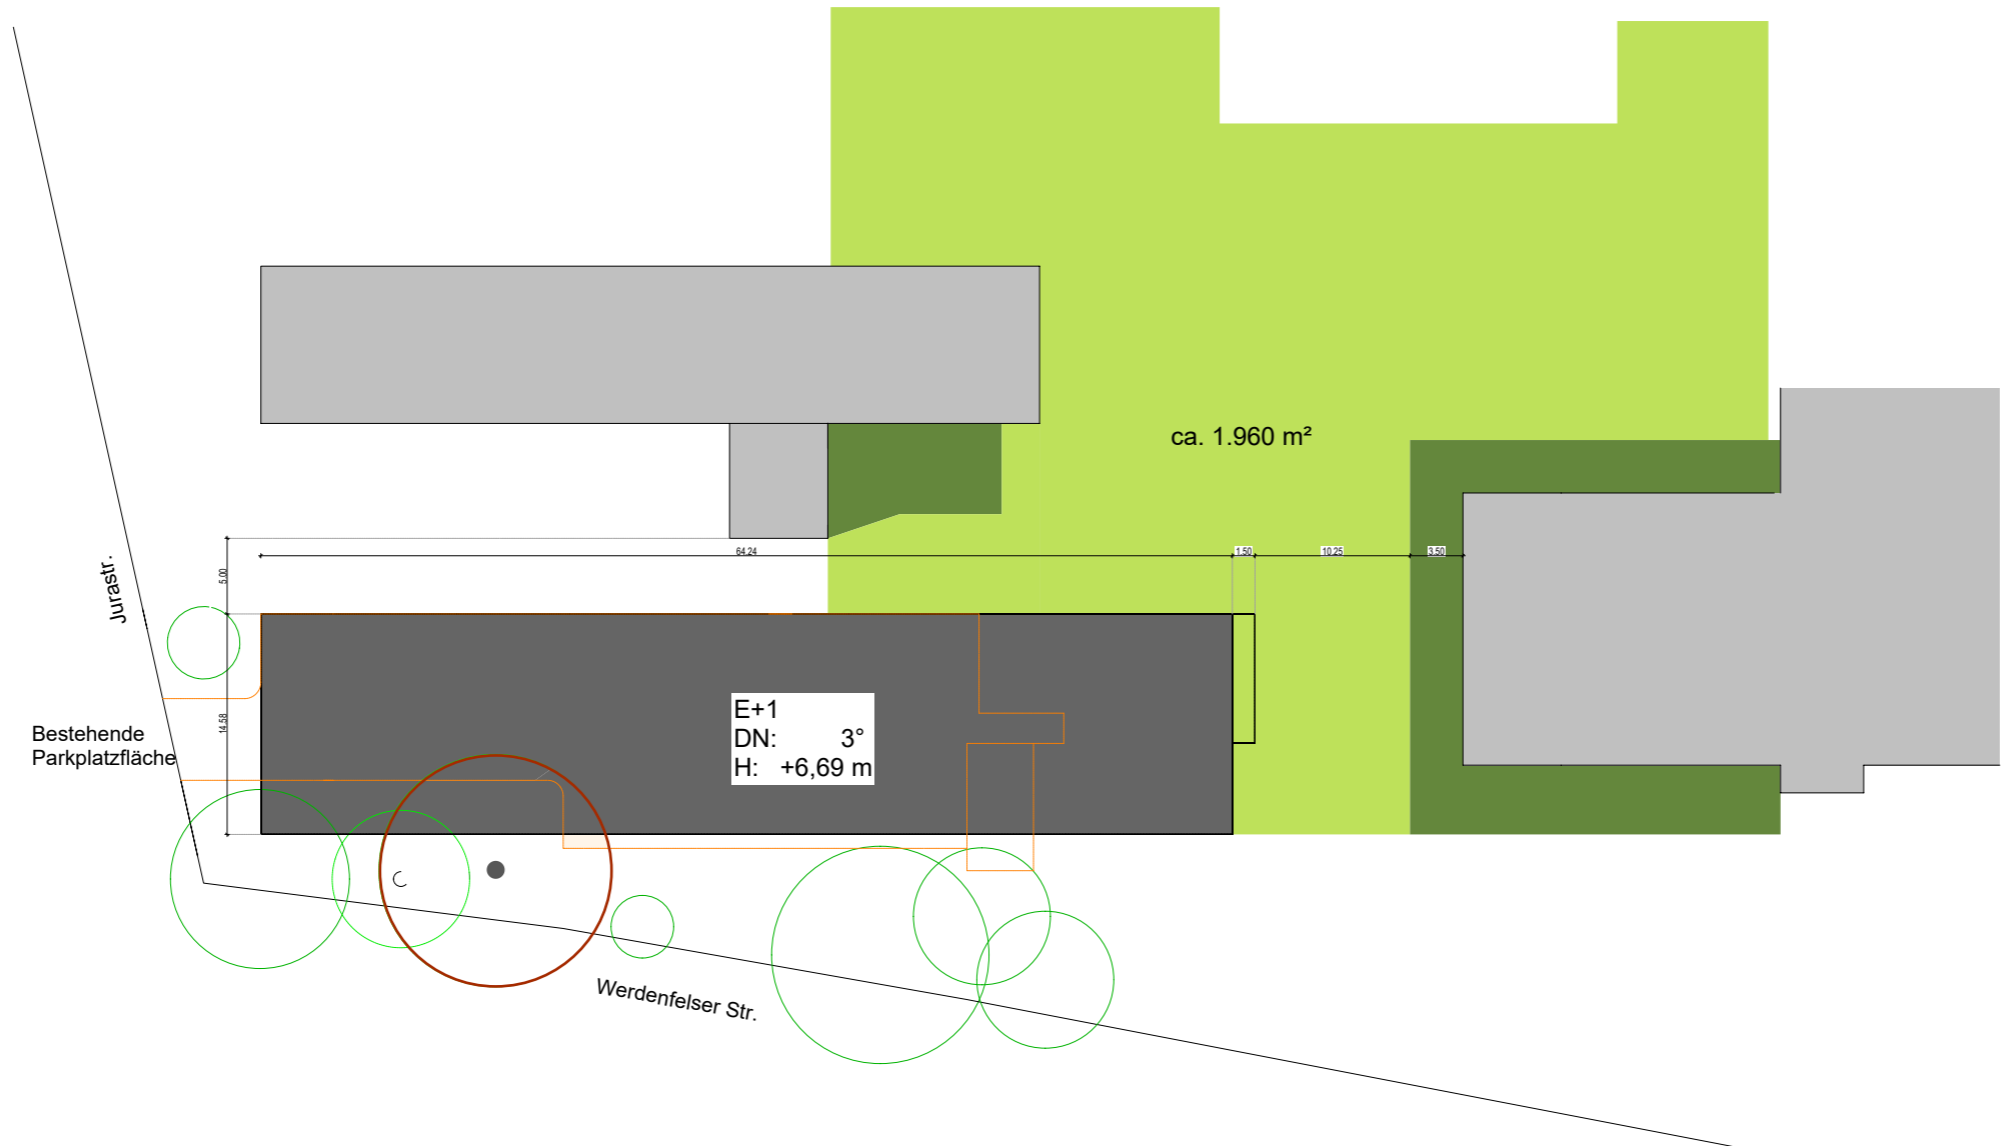 ca. 1.960 m²
64.24
1.50
10.25
3.50
5.00
Jurastr.
14.58
E+1
DN: 3°
H: +6,69 m
Bestehende
Parkplatzfläche
Werdenfelser Str.